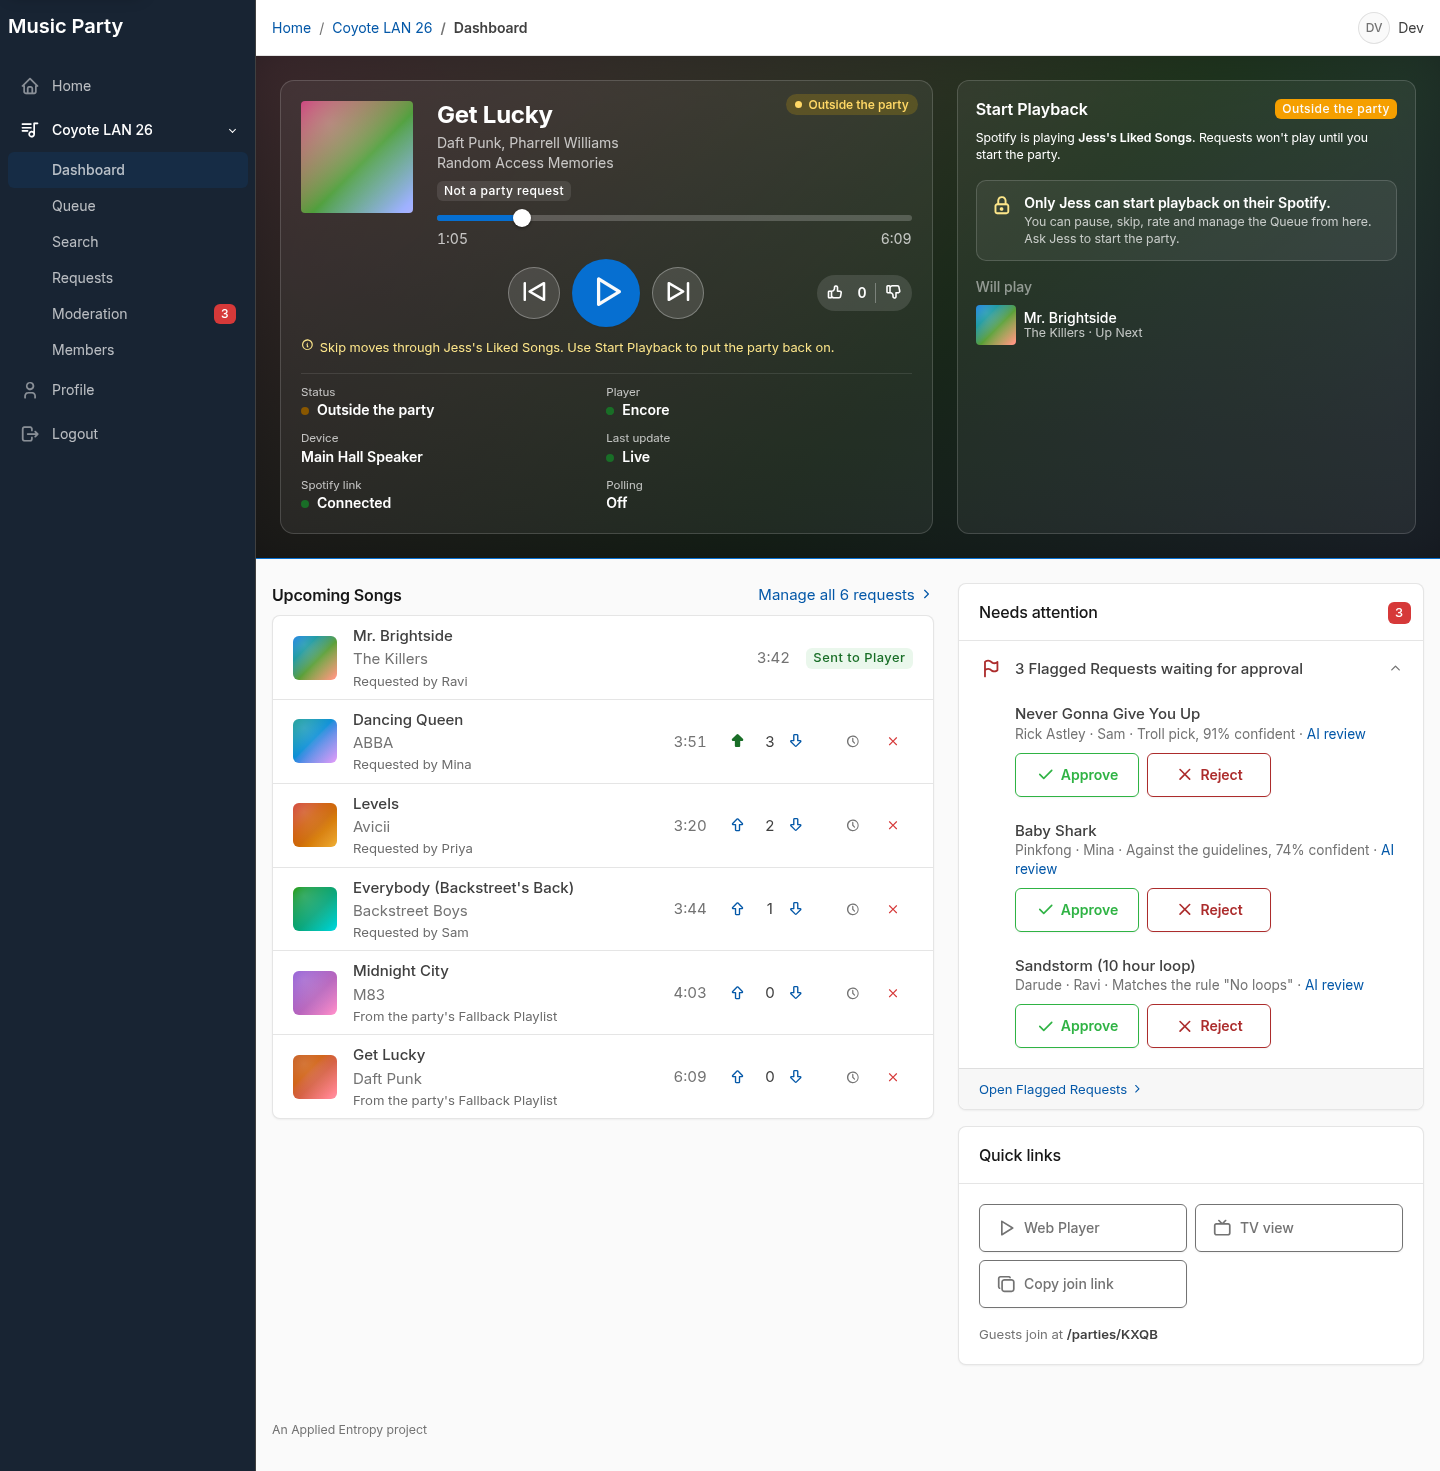 Music Party
Home
Coyote LAN 26
Dashboard
Queue
Search
Requests
Moderation 3
Members
Profile
Logout
Home / Coyote LAN 26 / Dashboard
DV Dev
Outside the party
Get Lucky
Daft Punk, Pharrell Williams
Random Access Memories
Not a party request
1:05 6:09
0
Skip moves through Jess's Liked Songs. Use Start Playback to put the party back on.
Status
Outside the party
Player
Encore
Device
Main Hall Speaker
Last update
Live
Spotify link
Connected
Polling
Off
Start Playback Outside the party
Spotify is playing Jess's Liked Songs. Requests won't play until you
start the party.
Only Jess can start playback on their Spotify.
You can pause, skip, rate and manage the Queue from here.
Ask Jess to start the party.
Will play
Mr. Brightside
The Killers · Up Next
Upcoming Songs Manage all 6 requests
Mr. Brightside
The Killers
Requested by Ravi
3:42 Sent to Player
Dancing Queen
ABBA
Requested by Mina
3:51 3
Levels
Avicii
Requested by Priya
3:20 2
Everybody (Backstreet's Back)
Backstreet Boys
Requested by Sam
3:44 1
Midnight City
M83
From the party's Fallback Playlist
4:03 0
Get Lucky
Daft Punk
From the party's Fallback Playlist
6:09 0
Needs attention 3
3 Flagged Requests waiting for approval
Never Gonna Give You Up
Rick Astley · Sam · Troll pick, 91% confident · AI review
Approve Reject
Baby Shark
Pinkfong · Mina · Against the guidelines, 74% confident · AI
review
Approve Reject
Sandstorm (10 hour loop)
Darude · Ravi · Matches the rule "No loops" · AI review
Approve Reject
Open Flagged Requests
Quick links
Web Player TV view
Copy join link
Guests join at /parties/KXQB
An Applied Entropy project